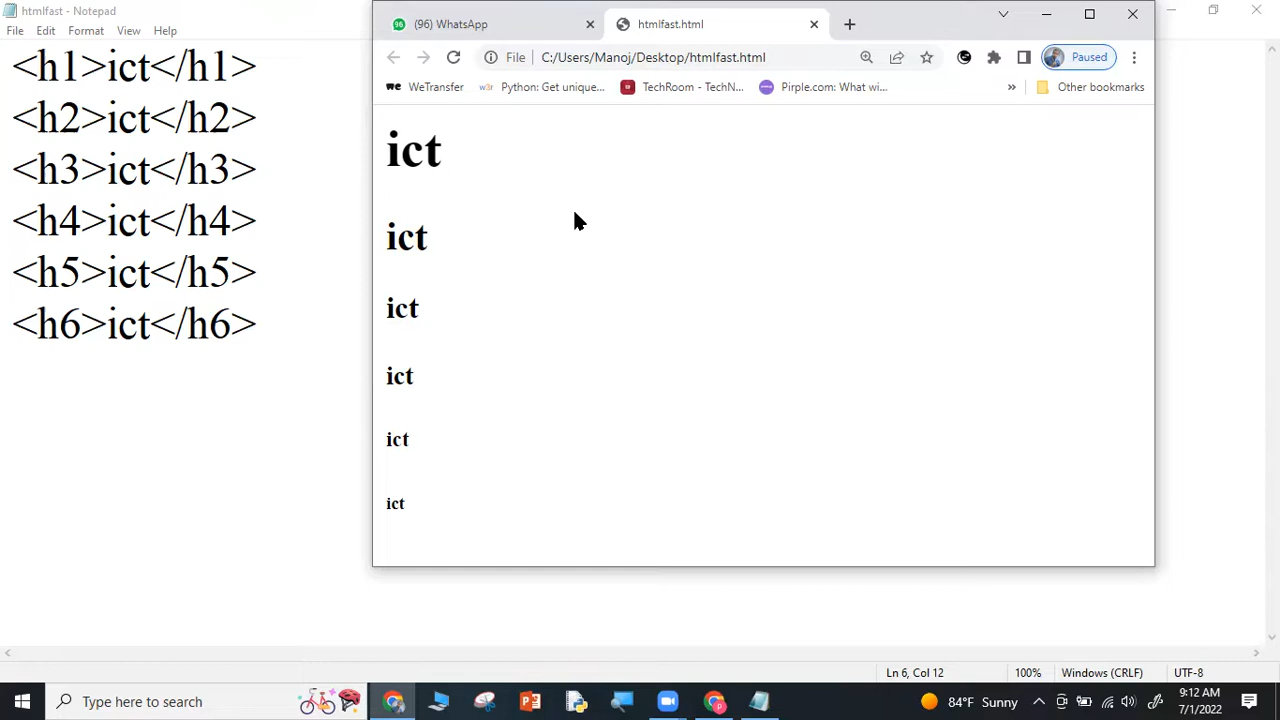 htmlfast - Notepad
File Edit Format View Help
<h1>ict</h1>
<h2>ict</h2>
<h3>ict</h3>
<h4>ict</h4>
<h5>ict</h5>
<h6>ict</h6>
96 (96) WhatsApp
htmlfast.html
File C:/Users/Manoj/Desktop/htmlfast.html
Paused
we WeTransfer
w3r Python: Get unique...
TechRoom - TechN...
Pirple.com: What wi...
» Other bookmarks
ict
ict
ict
ict
ict
ict
Ln 6, Col 12 100% Windows (CRLF) UTF-8
Type here to search
84°F Sunny
9:12 AM
7/1/2022